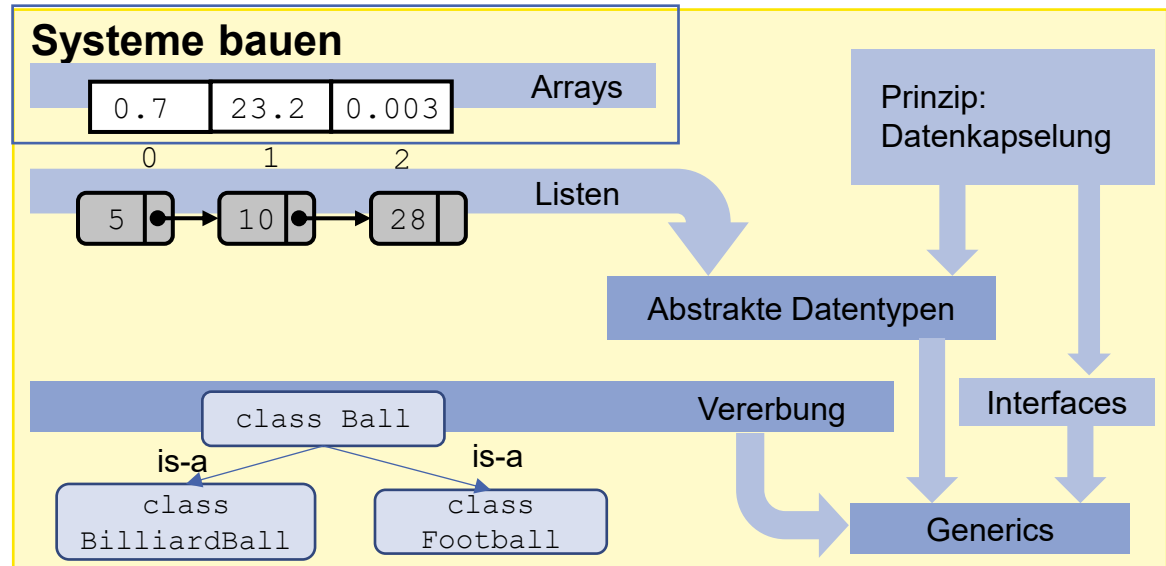 Systeme bauen
Arrays
0.7 23.2 0.003
0 1 2
Prinzip:
Datenkapselung
Listen
5 10 28
Abstrakte Datentypen
Vererbung
Interfaces
class Ball
is-a is-a
class
BilliardBall
class
Football
Generics